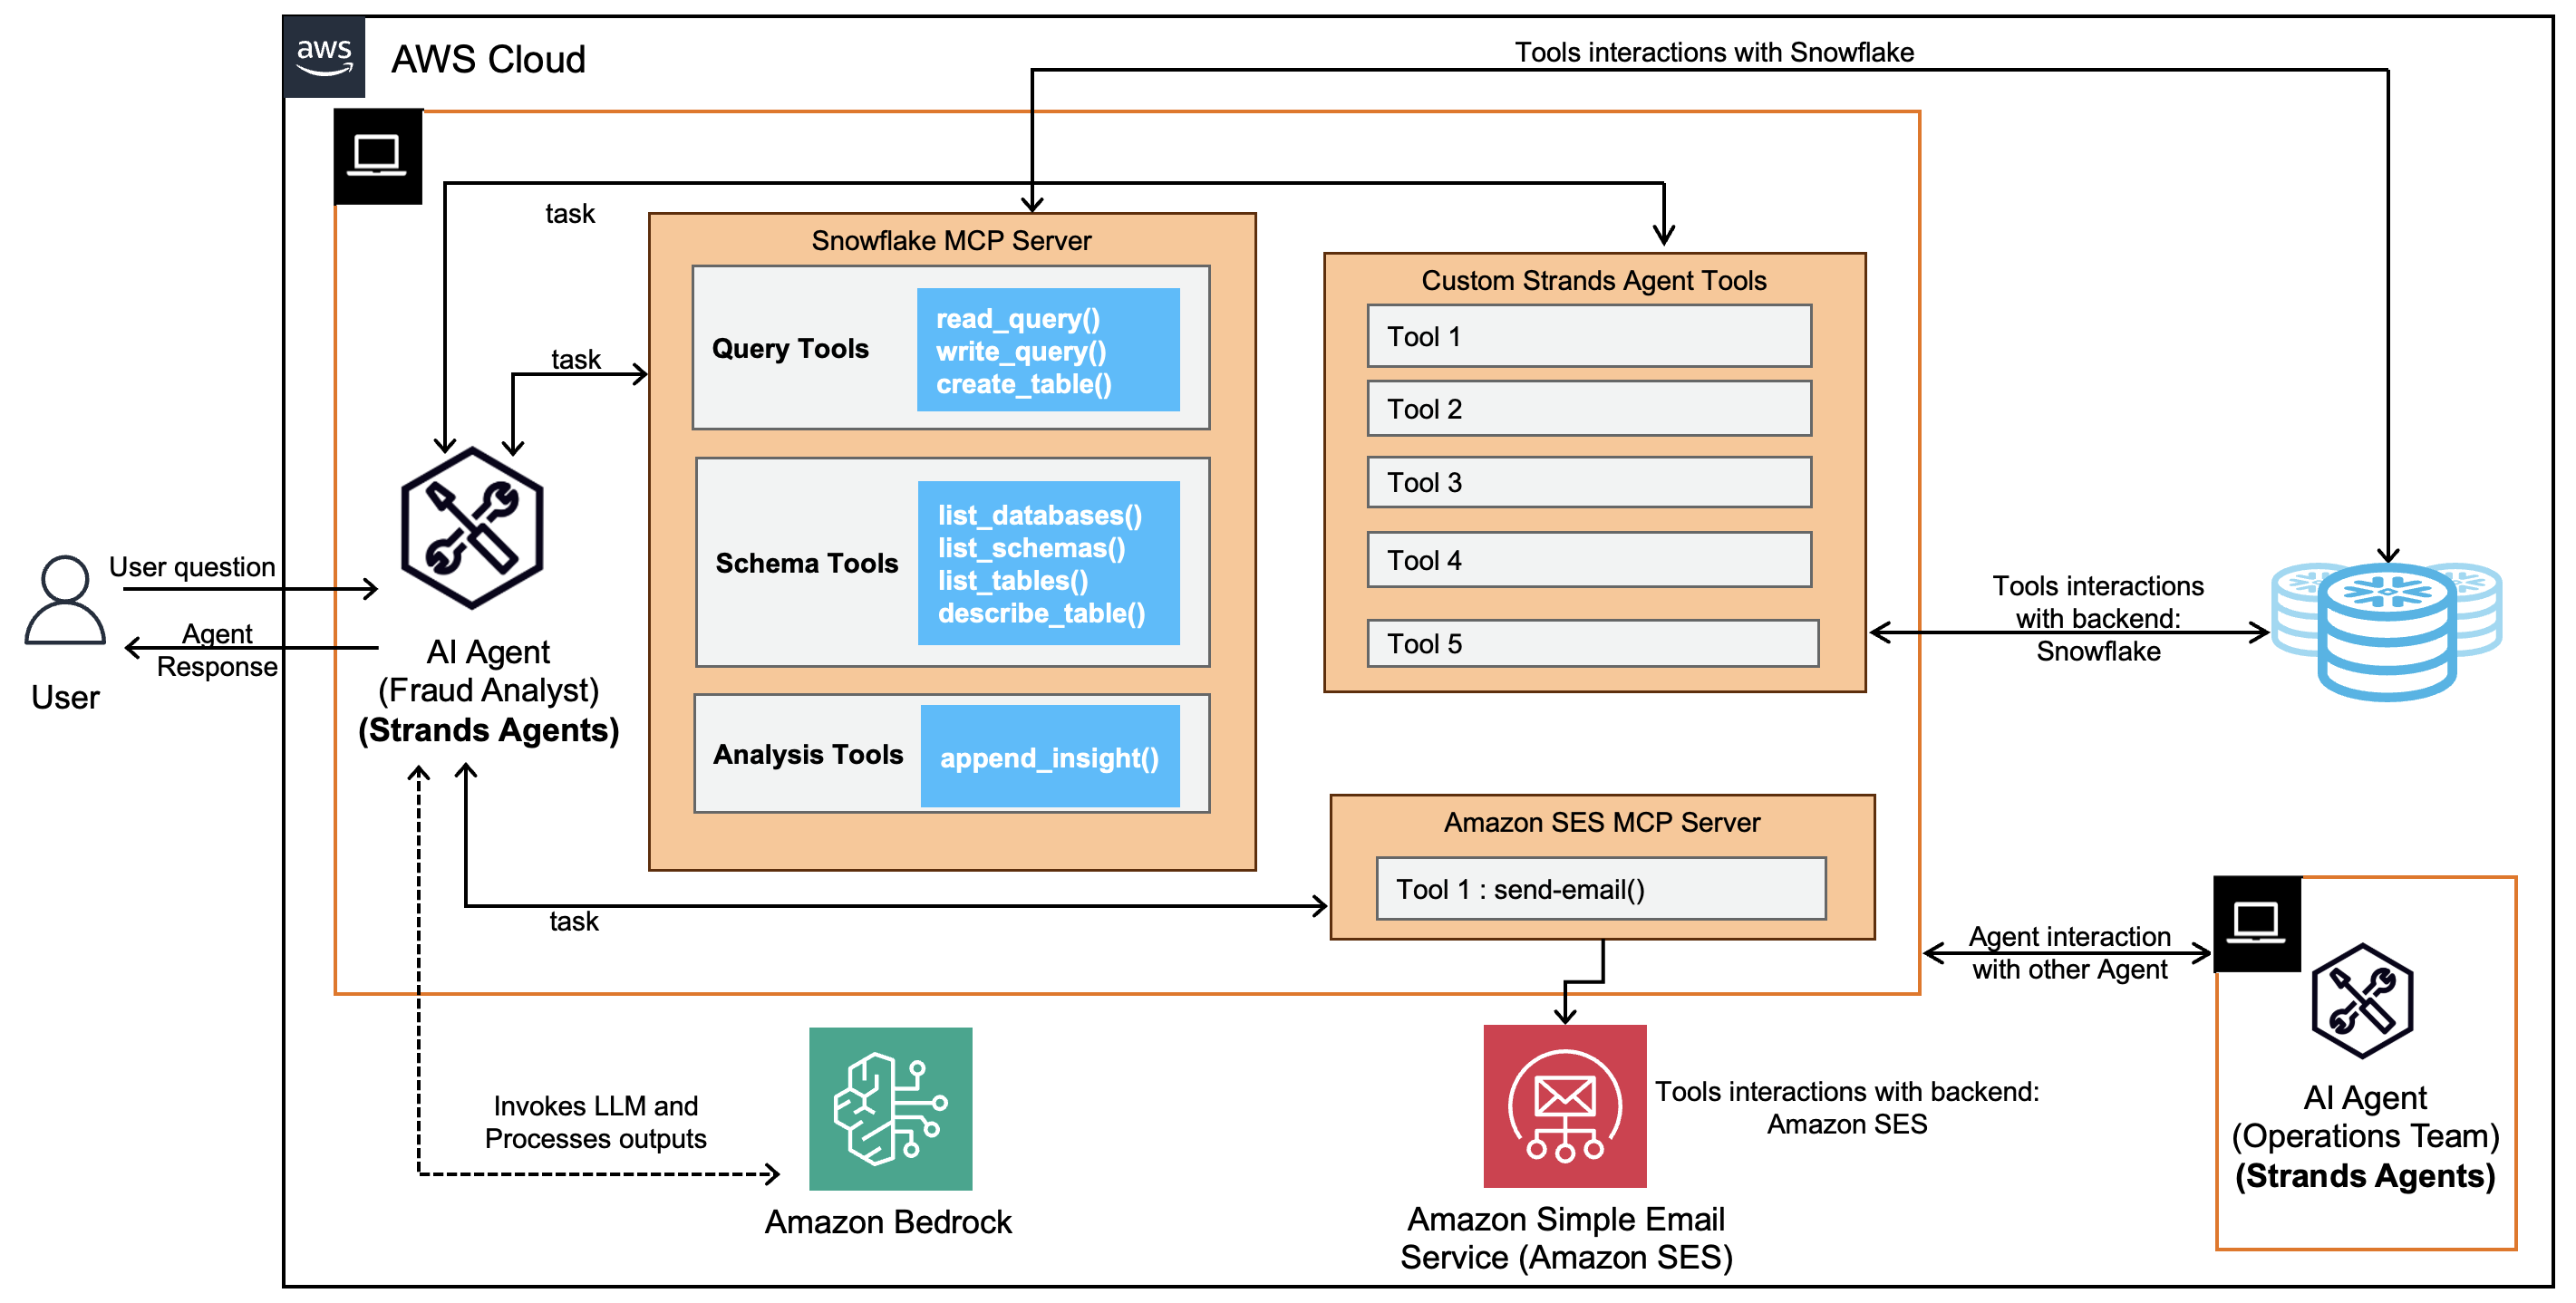 aws
AWS Cloud
Tools interactions with Snowflake
task
Snowflake MCP Server
Query Tools
read_query()
write_query()
create_table()
Schema Tools
list_databases()
list_schemas()
list_tables()
describe_table()
Analysis Tools
append_insight()
task
Custom Strands Agent Tools
Tool 1
Tool 2
Tool 3
Tool 4
Tool 5
User question
Agent
Response
User
AI Agent
(Fraud Analyst)
(Strands Agents)
Tools interactions
with backend:
Snowflake
Amazon SES MCP Server
Tool 1 : send-email()
task
Agent interaction
with other Agent
Invokes LLM and
Processes outputs
Amazon Bedrock
Tools interactions with backend:
Amazon SES
Amazon Simple Email
Service (Amazon SES)
AI Agent
(Operations Team)
(Strands Agents)